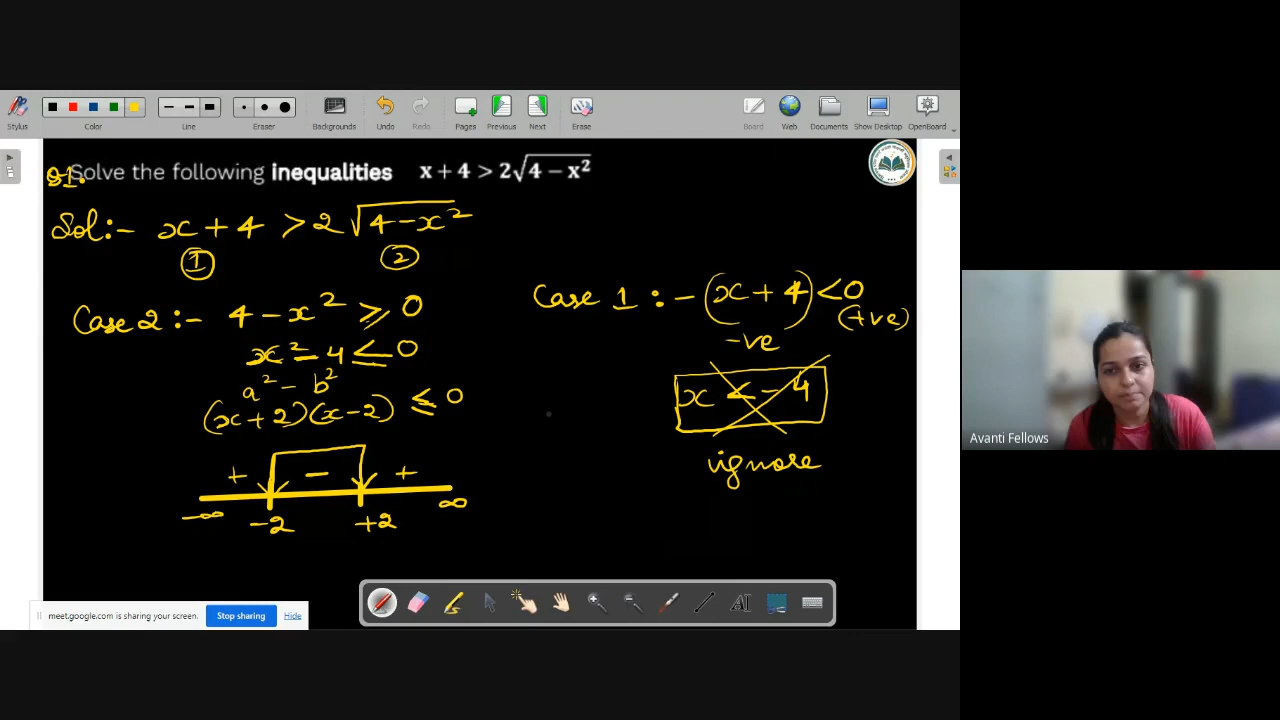 Stylus Color Line Eraser Backgrounds Undo Redo Pages Previous Next Erase Board Web Documents Show Desktop OpenBoard
Q1. Solve the following inequalities x + 4 > 2√(4 − x²)
Sol:- x + 4 > 2√(4 − x²)
① ②
Case 2 :- 4 − x² ≥ 0
x² − 4 ≤ 0
a² − b²
(x + 2)(x − 2) ≤ 0
+ − +
−∞ −2 +2 ∞
Case 1 :- (x + 4) < 0
−ve (+ve)
x < −4
ignore
Avanti Fellows
meet.google.com is sharing your screen. Stop sharing Hide
AI